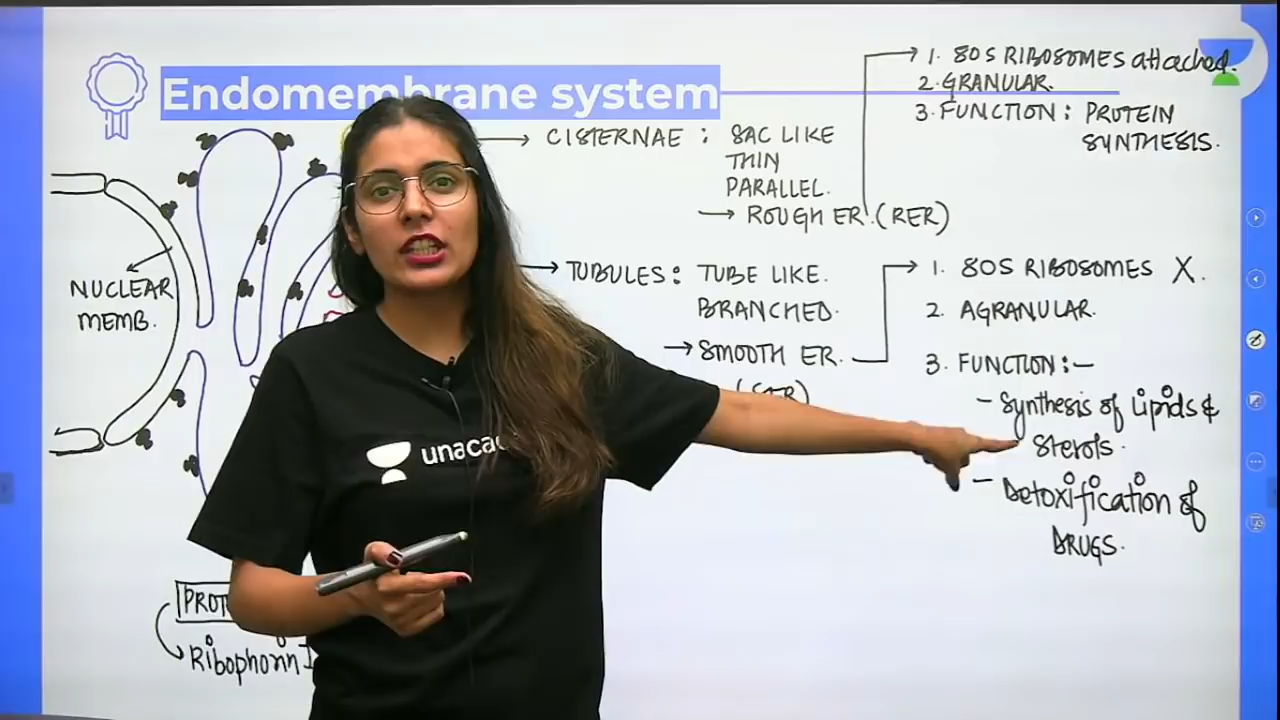 Endomembrane system
1. 80S RIBOSOMES attached.
2. GRANULAR.
3. FUNCTION : PROTEIN
SYNTHESIS.
CISTERNAE : SAC LIKE
THIN
PARALLEL.
→ ROUGH ER. (RER)
NUCLEAR
MEMB.
TUBULES : TUBE LIKE.
BRANCHED.
→ SMOOTH ER.
1. 80S RIBOSOMES X.
2. AGRANULAR.
3. FUNCTION :-
- Synthesis of Lipids &
Sterols.
- Detoxification of
DRUGS.
Ribophorin I